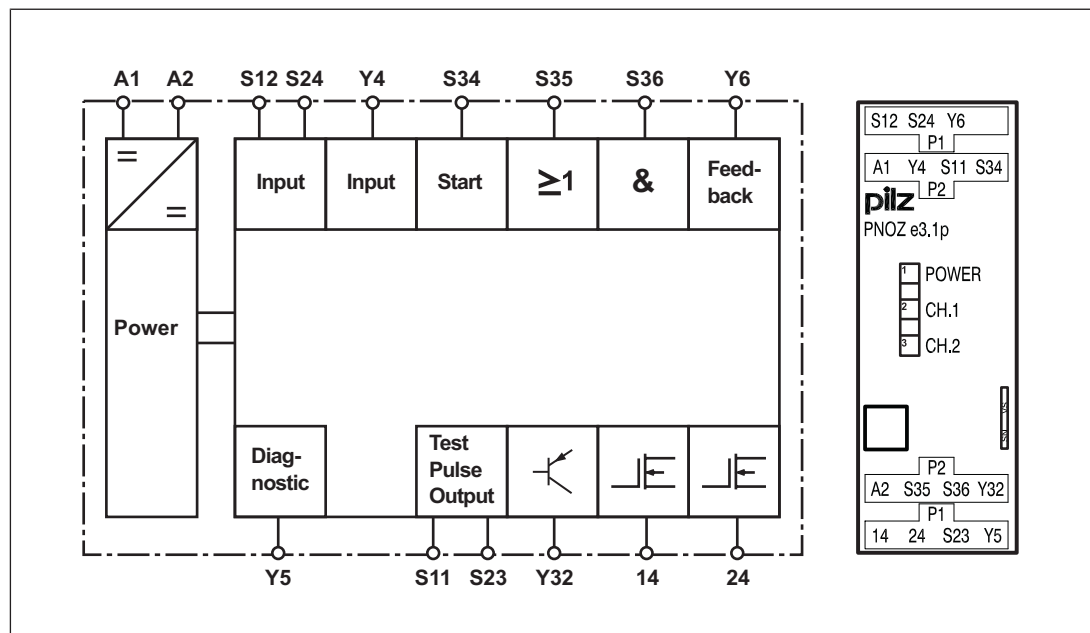 A1 A2 S12 S24 Y4 S34 S35 S36 Y6
=
=
Input Input Start ≥1 & Feed-
back
Power
Diag-
nostic
Test
Pulse
Output
Y5 S11 S23 Y32 14 24
S12 S24 Y6
P1
A1 Y4 S11 S34
P2
pilz
PNOZ e3.1p
1 POWER
2 CH.1
3 CH.2
SN VS
P2
A2 S35 S36 Y32
P1
14 24 S23 Y5